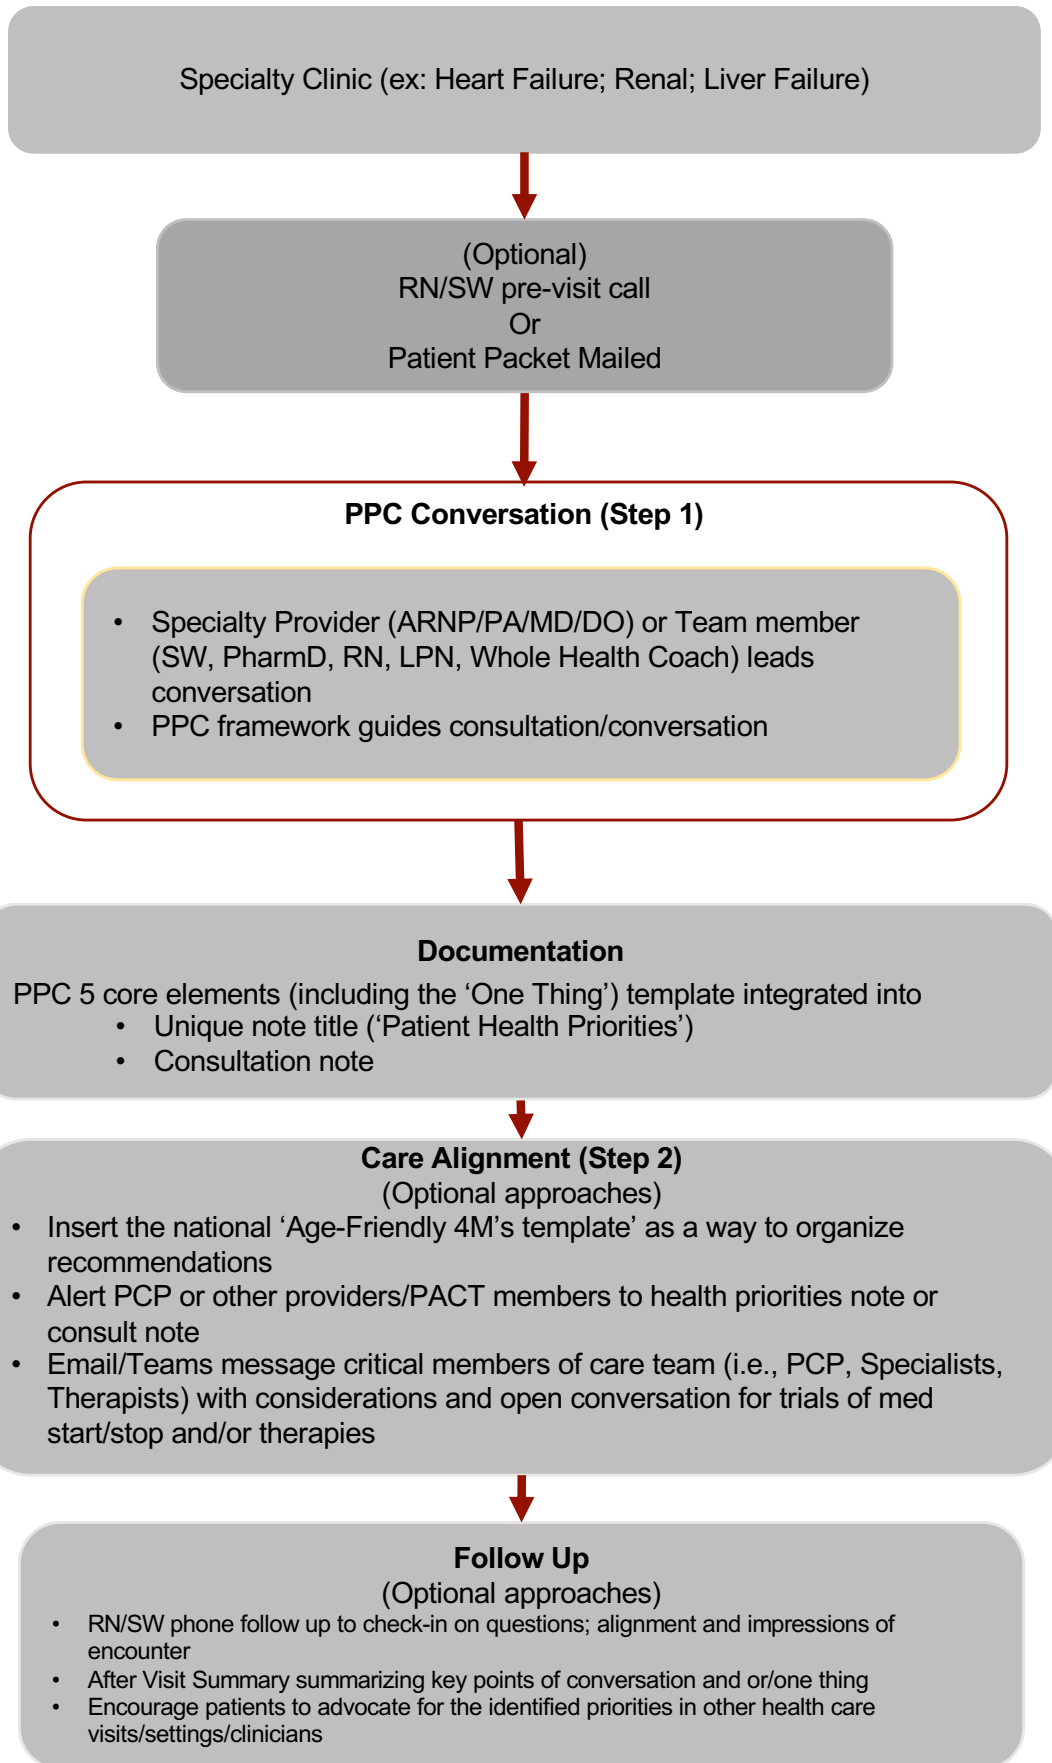 Specialty Clinic (ex: Heart Failure; Renal; Liver Failure)
(Optional)
RN/SW pre-visit call
Or
Patient Packet Mailed
PPC Conversation (Step 1)
• Specialty Provider (ARNP/PA/MD/DO) or Team member
(SW, PharmD, RN, LPN, Whole Health Coach) leads
conversation
• PPC framework guides consultation/conversation
Documentation
PPC 5 core elements (including the ‘One Thing’) template integrated into
• Unique note title (‘Patient Health Priorities’)
• Consultation note
Care Alignment (Step 2)
(Optional approaches)
• Insert the national ‘Age-Friendly 4M’s template’ as a way to organize
recommendations
• Alert PCP or other providers/PACT members to health priorities note or
consult note
• Email/Teams message critical members of care team (i.e., PCP, Specialists,
Therapists) with considerations and open conversation for trials of med
start/stop and/or therapies
Follow Up
(Optional approaches)
• RN/SW phone follow up to check-in on questions; alignment and impressions of
encounter
• After Visit Summary summarizing key points of conversation and or/one thing
• Encourage patients to advocate for the identified priorities in other health care
visits/settings/clinicians